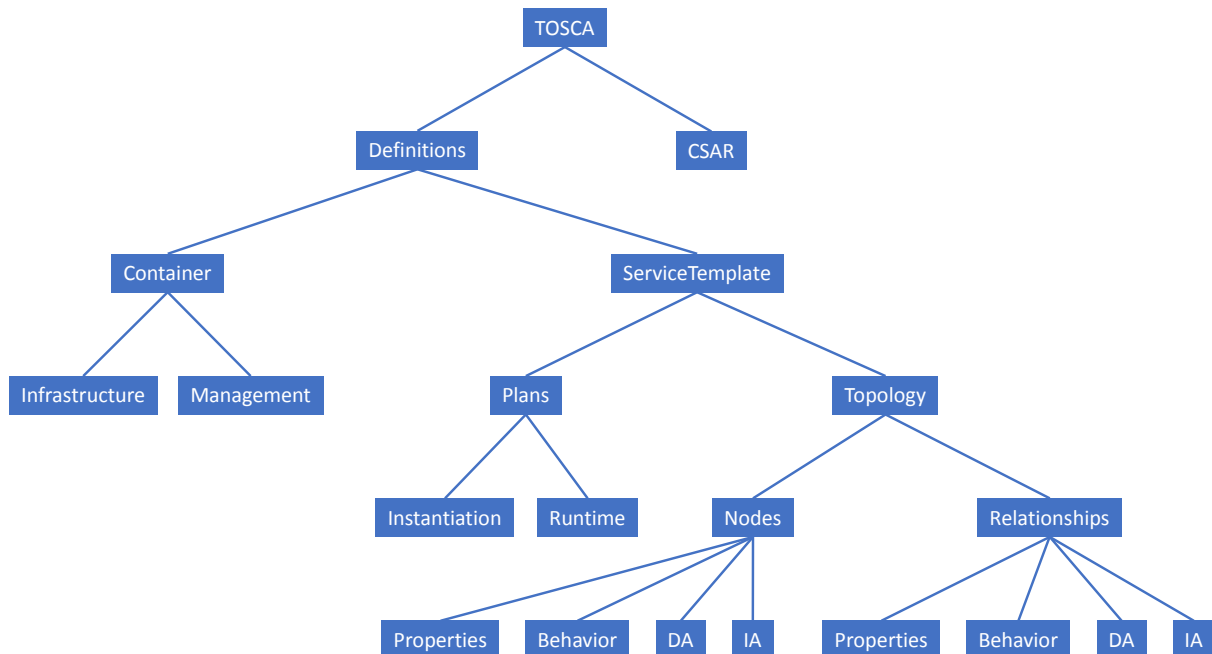 TOSCA
Definitions
CSAR
Container
ServiceTemplate
Infrastructure
Management
Plans
Topology
Instantiation
Runtime
Nodes
Relationships
Properties
Behavior
DA
IA
Properties
Behavior
DA
IA